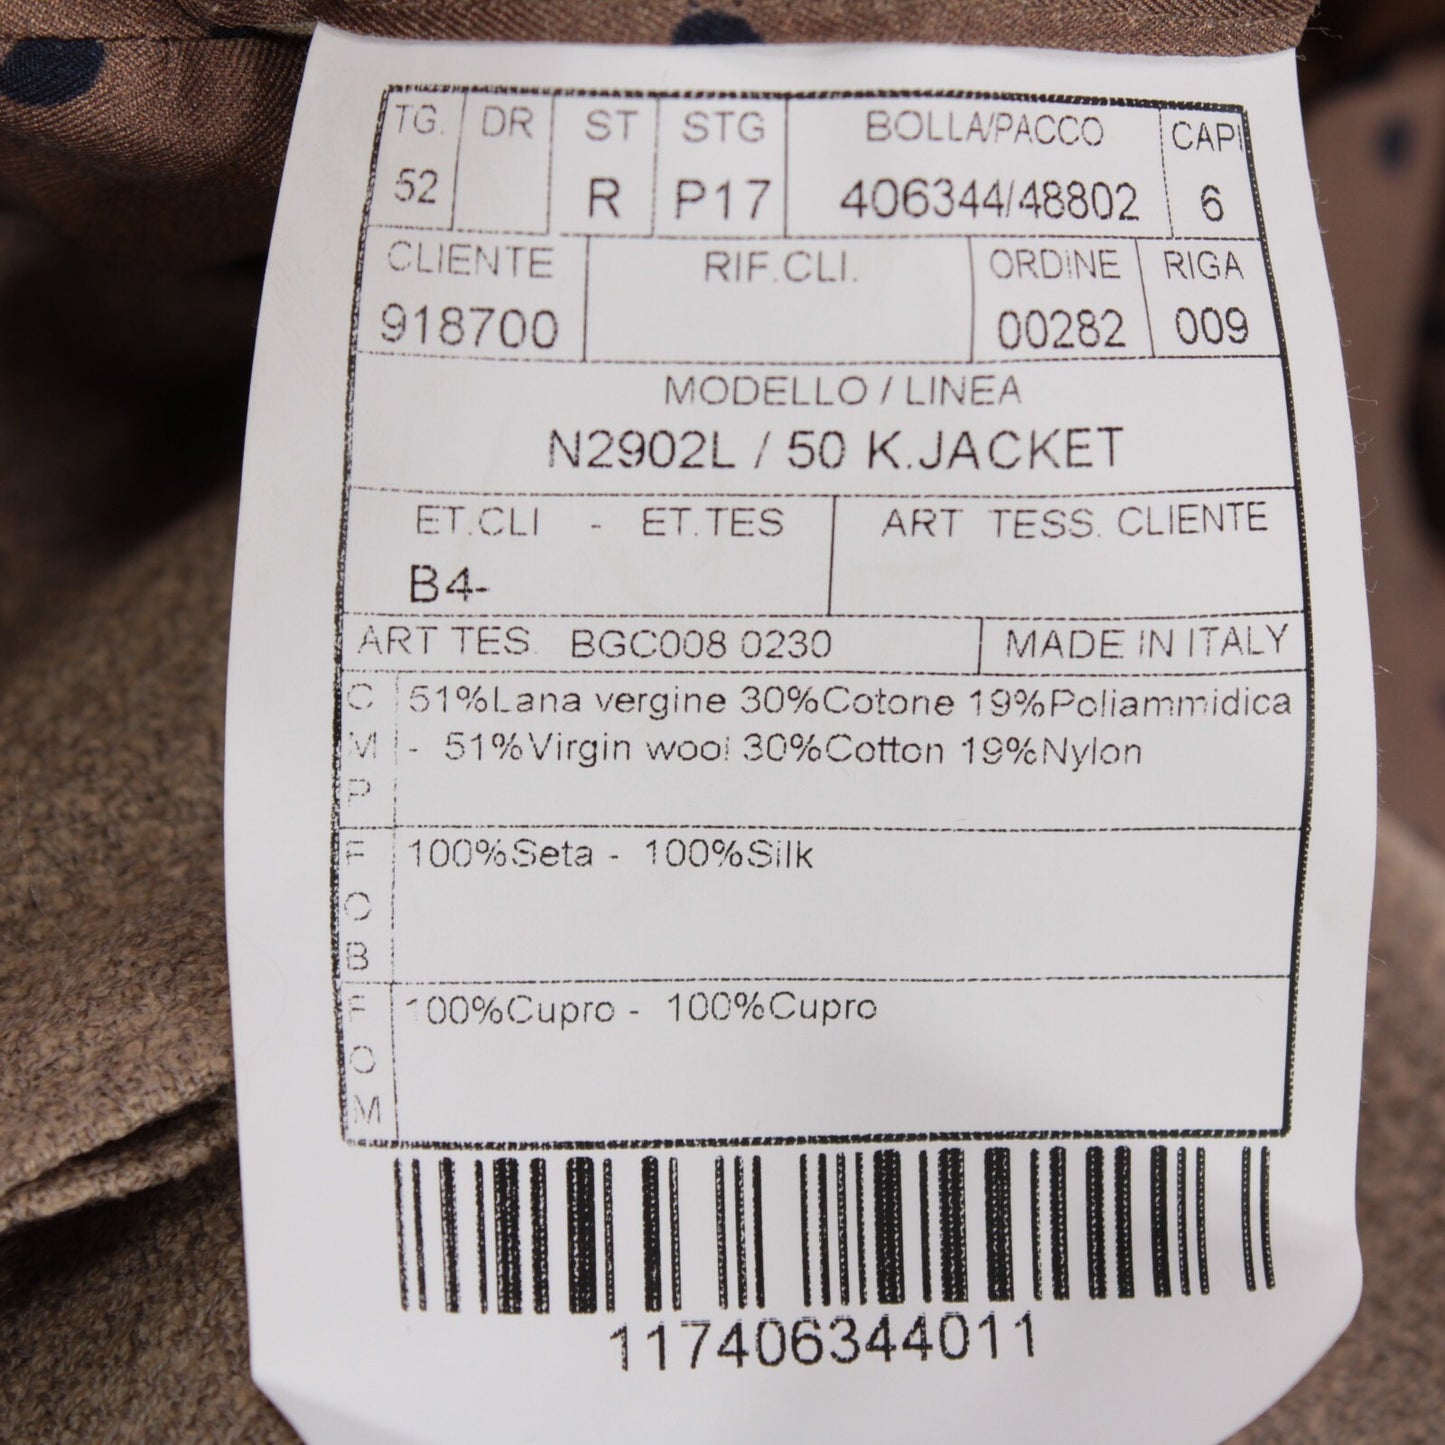 TG. DR ST STG BOLLA/PACCO CAPI
52 R P17 406344/48802 6
CLIENTE RIF.CLI. ORDINE RIGA
918700 00282 009
MODELLO / LINEA
N2902L / 50 K.JACKET
ET.CLI - ET.TES ART TESS. CLIENTE
B4-
ART TES. BGC008 0230 MADE IN ITALY
C 51%Lana vergine 30%Cotone 19%Poliammidica
M - 51%Virgin wool 30%Cotton 19%Nylon
P
F 100%Seta - 100%Silk
O
B
F 100%Cupro - 100%Cupro
O
M
117406344011